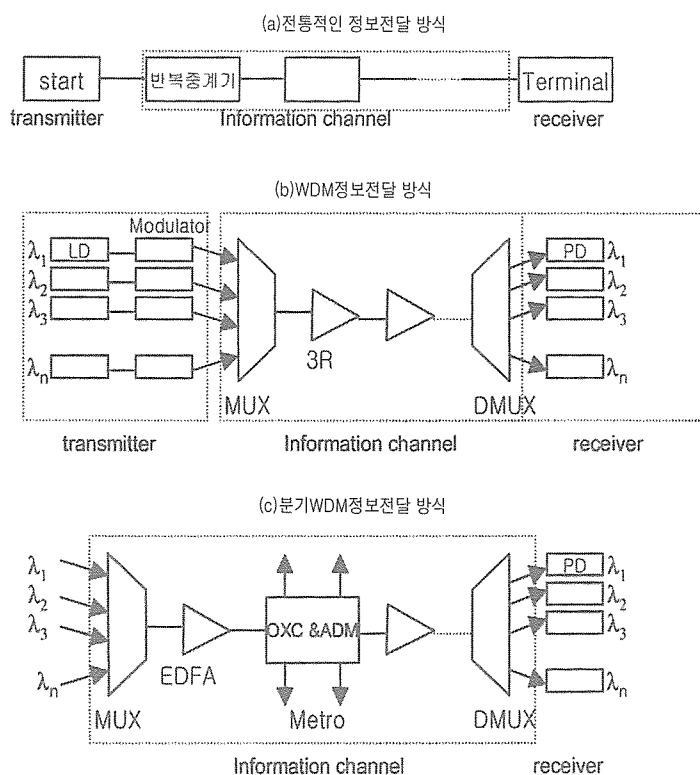 (a)전통적인 정보전달 방식
start 반복중계기 Terminal
transmitter Information channel receiver
(b)WDM정보전달 방식
Modulator
λ1 LD PD λ1
λ2 λ2
λ3 λ3
3R
λn λn
MUX DMUX
transmitter Information channel receiver
(c)분기WDM정보전달 방식
λ1 PD λ1
λ2 λ2
λ3 OXC &ADM λ3
EDFA
λn λn
MUX Metro DMUX
Information channel receiver